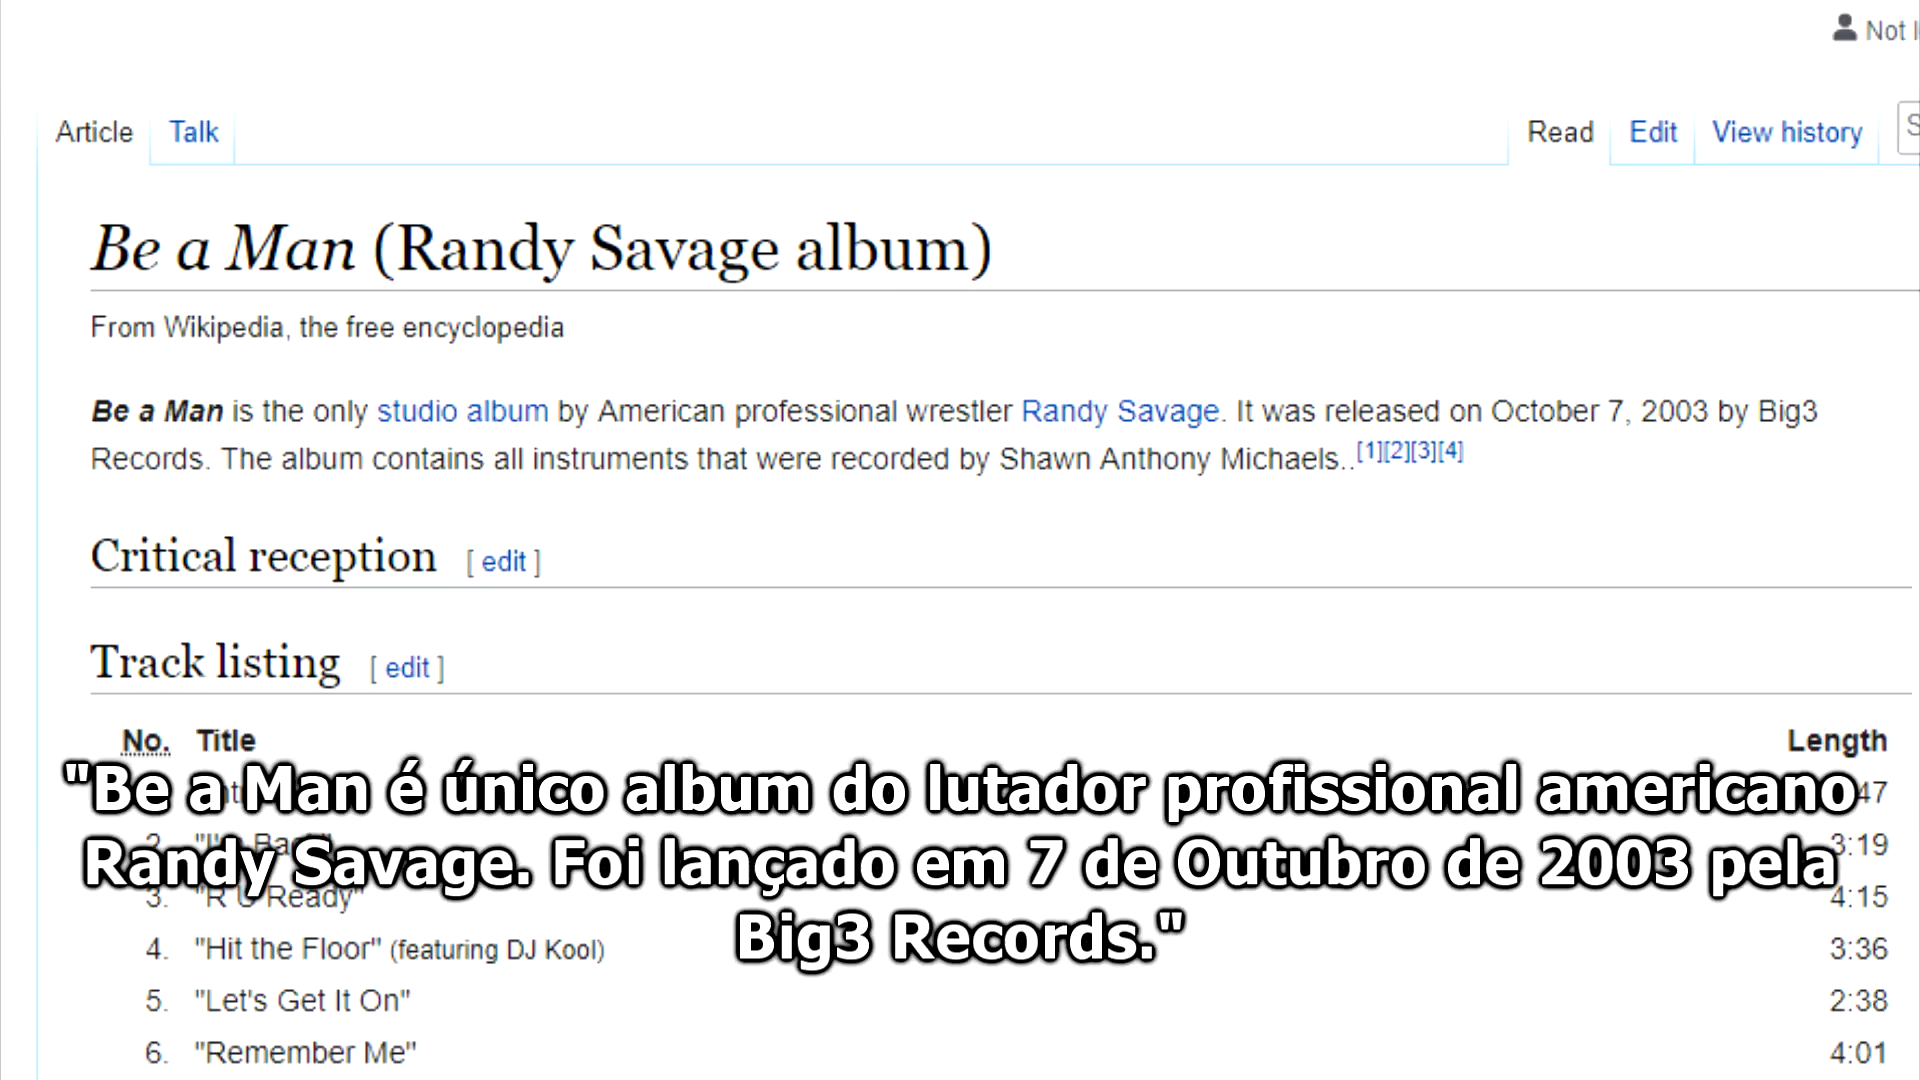 Not
Article Talk Read Edit View history
Be a Man (Randy Savage album)
From Wikipedia, the free encyclopedia
Be a Man is the only studio album by American professional wrestler Randy Savage. It was released on October 7, 2003 by Big3
Records. The album contains all instruments that were recorded by Shawn Anthony Michaels..[1][2][3][4]
Critical reception [ edit ]
Track listing [ edit ]
No. Title Length
"Be a Man é único album do lutador profissional americano
Randy Savage. Foi lançado em 7 de Outubro de 2003 pela
Big3 Records."
47
2. 3:19
3. "R U Ready" 4:15
4. "Hit the Floor" (featuring DJ Kool) 3:36
5. "Let's Get It On" 2:38
6. "Remember Me" 4:01